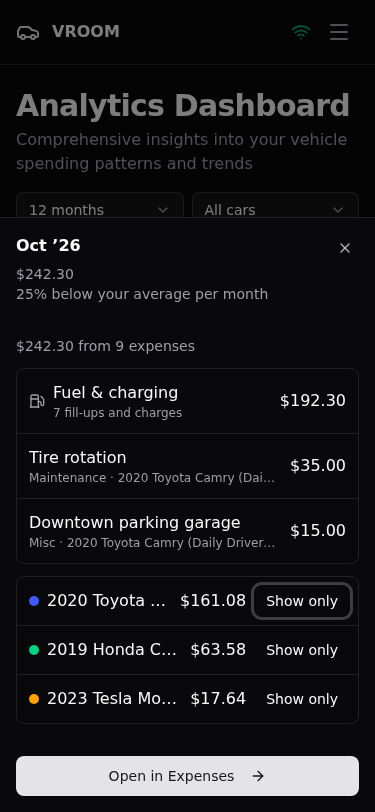 VROOM
Analytics Dashboard
Comprehensive insights into your vehicle
spending patterns and trends
12 months
All cars
Oct ’26
$242.30
25% below your average per month
$242.30 from 9 expenses
Fuel & charging
$192.30
7 fill-ups and charges
Tire rotation
$35.00
Maintenance · 2020 Toyota Camry (Dai…
Downtown parking garage
$15.00
Misc · 2020 Toyota Camry (Daily Driver…
2020 Toyota … $161.08 Show only
2019 Honda C… $63.58 Show only
2023 Tesla Mo… $17.64 Show only
Open in Expenses